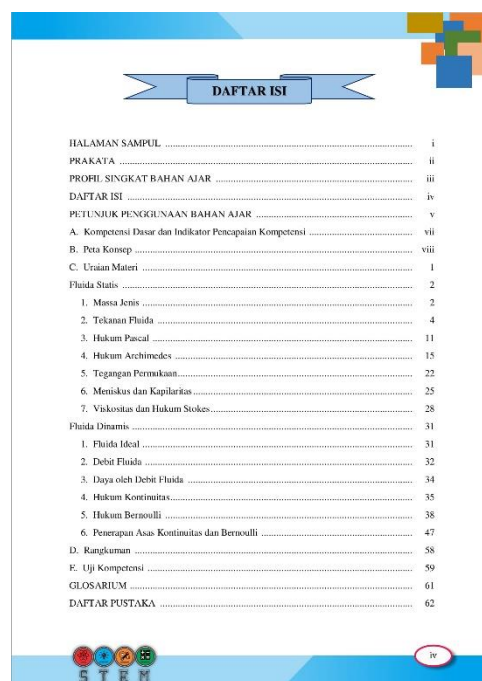 DAFTAR ISI
HALAMAN SAMPUL ........ i
PRAKATA ........ ii
PROFIL SINGKAT BAHAN AJAR ........ iii
DAFTAR ISI ........ iv
PETUNJUK PENGGUNAAN BAHAN AJAR ........ v
A. Kompetensi Dasar dan Indikator Pencapaian Kompetensi ........ vii
B. Peta Konsep ........ viii
C. Uraian Materi ........ 1
Fluida Statis ........ 2
1. Massa Jenis ........ 2
2. Tekanan Fluida ........ 4
3. Hukum Pascal ........ 11
4. Hukum Archimedes ........ 15
5. Tegangan Permukaan ........ 22
6. Meniskus dan Kapilaritas ........ 25
7. Viskositas dan Hukum Stokes ........ 28
Fluida Dinamis ........ 31
1. Fluida Ideal ........ 31
2. Debit Fluida ........ 32
3. Daya oleh Debit Fluida ........ 34
4. Hukum Kontinuitas ........ 35
5. Hukum Bernoulli ........ 38
6. Penerapan Asas Kontinuitas dan Bernoulli ........ 47
D. Rangkuman ........ 58
E. Uji Kompetensi ........ 59
GLOSARIUM ........ 61
DAFTAR PUSTAKA ........ 62
STEM
iv